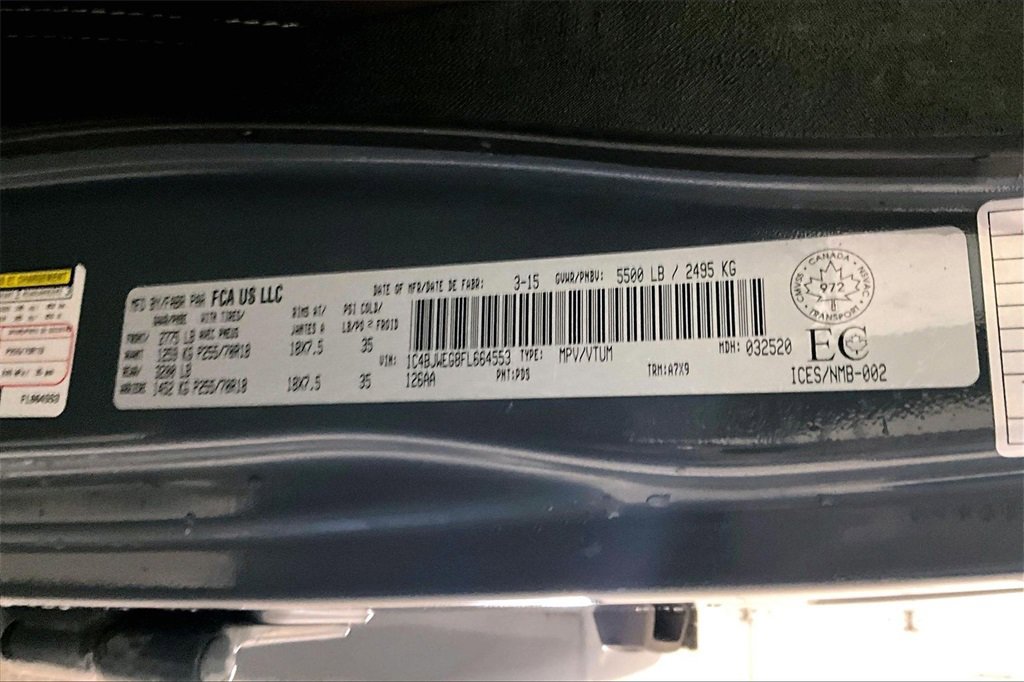 MFD BY/FABR PAR FCA US LLC
DATE OF MFR/DATE DE FABR: 3-15 GVWR/PNBV: 5500 LB / 2495 KG
GAWR/PNBE WITH TIRES/ RIMS AT/ PSI COLD/
AVEC PNEUS JANTES A LB/PO² FROID
FRONT/ 2775 LB
AVANT 1259 KG P255/70R18 18X7.5 35
REAR/ 3200 LB
ARRIERE 1452 KG P255/70R18 18X7.5 35
VIN: 1C4BJWEG8FL664553 TYPE: MPV/VTUM MDH: 032520
126AA PNT:PDS TRM:A7X9
CANADA
TRANSPORT
972
EC
ICES/NMB-002
FL664553